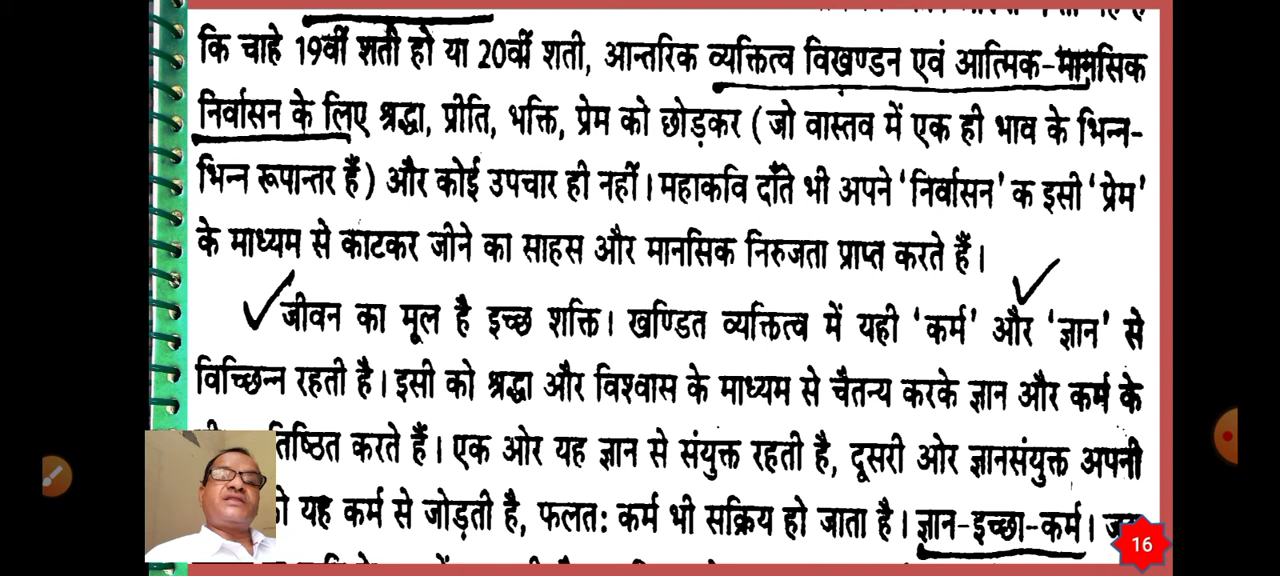 कि चाहे 19वीं शती हो या 20वीं शती, आन्तरिक व्यक्तित्व विखण्डन एवं आत्मिक-मानसिक
निर्वासन के लिए श्रद्धा, प्रीति, भक्ति, प्रेम को छोड़कर (जो वास्तव में एक ही भाव के भिन्न-
भिन्न रूपान्तर हैं) और कोई उपचार ही नहीं। महाकवि दाँते भी अपने 'निर्वासन' क इसी 'प्रेम'
के माध्यम से काटकर जीने का साहस और मानसिक निरुजता प्राप्त करते हैं।
जीवन का मूल है इच्छ शक्ति। खण्डित व्यक्तित्व में यही 'कर्म' और 'ज्ञान' से
विच्छिन्न रहती है। इसी को श्रद्धा और विश्वास के माध्यम से चैतन्य करके ज्ञान और कर्म के
करते हैं। एक ओर यह ज्ञान से संयुक्त रहती है, दूसरी ओर ज्ञानसंयुक्त अपनी
यह कर्म से जोड़ती है, फलतः कर्म भी सक्रिय हो जाता है। ज्ञान-इच्छा-कर्म।
16